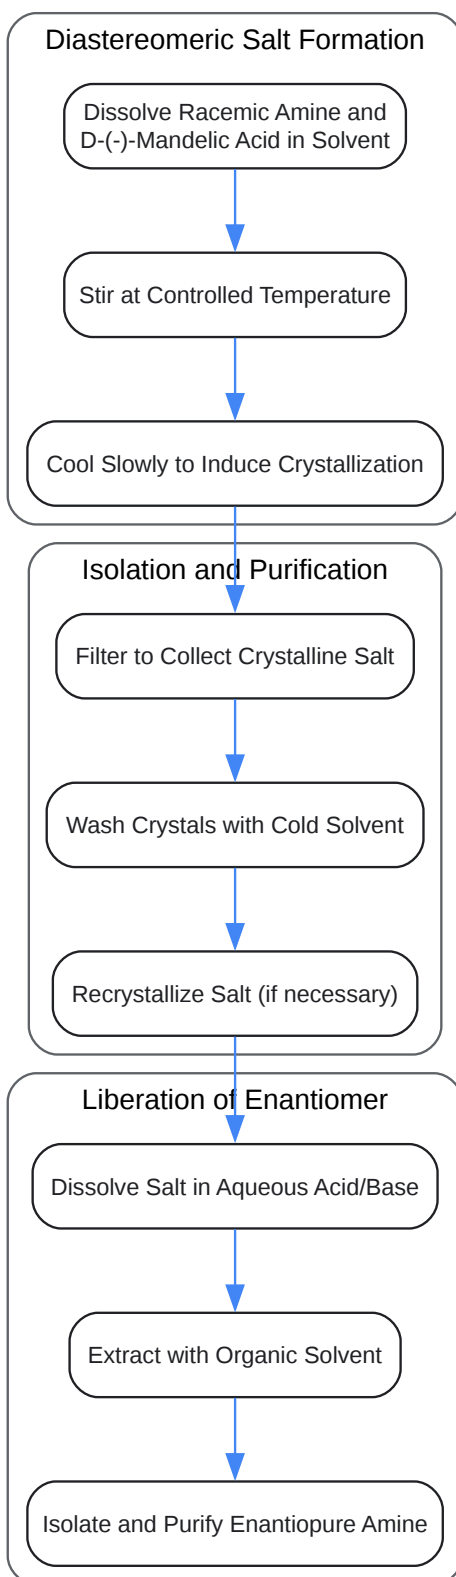 Diastereomeric Salt Formation
Dissolve Racemic Amine and
D-(-)-Mandelic Acid in Solvent
Stir at Controlled Temperature
Cool Slowly to Induce Crystallization
Isolation and Purification
Filter to Collect Crystalline Salt
Wash Crystals with Cold Solvent
Recrystallize Salt (if necessary)
Liberation of Enantiomer
Dissolve Salt in Aqueous Acid/Base
Extract with Organic Solvent
Isolate and Purify Enantiopure Amine